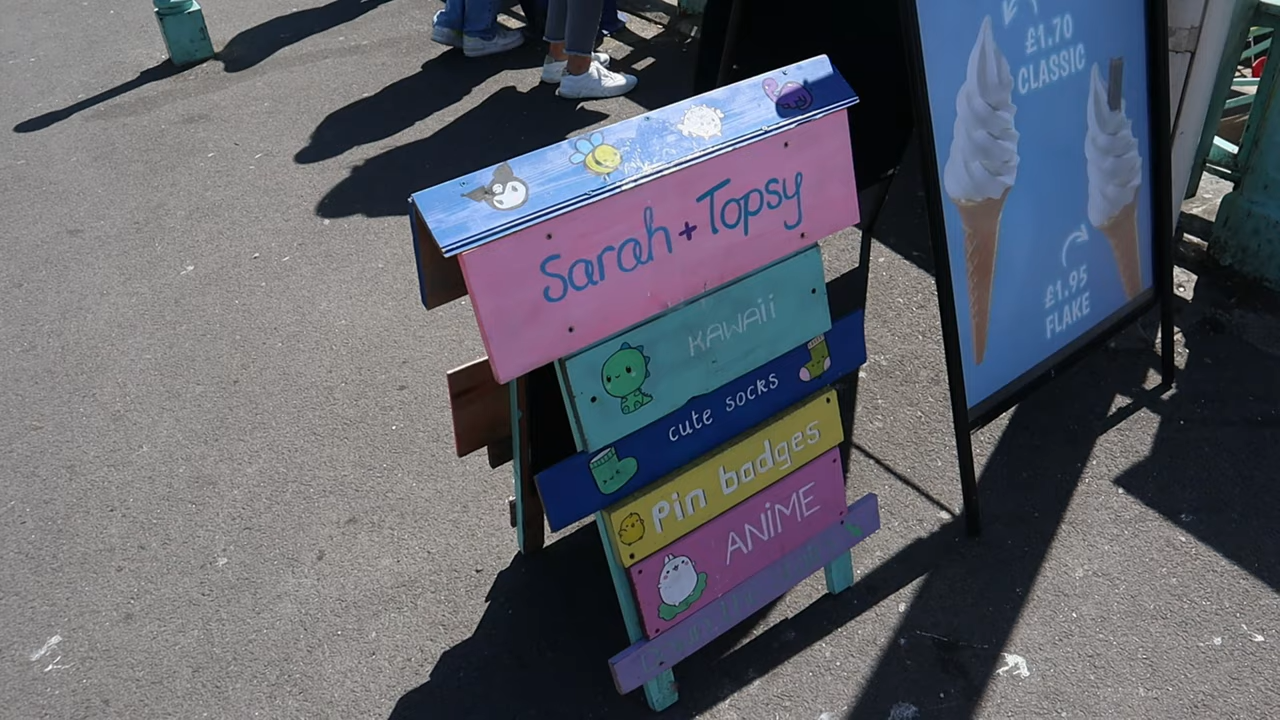 Sarah + Topsy
KAWAii
cute socks
Pin badges
ANiME
£1.70
CLASSIC
£1.95
FLAKE